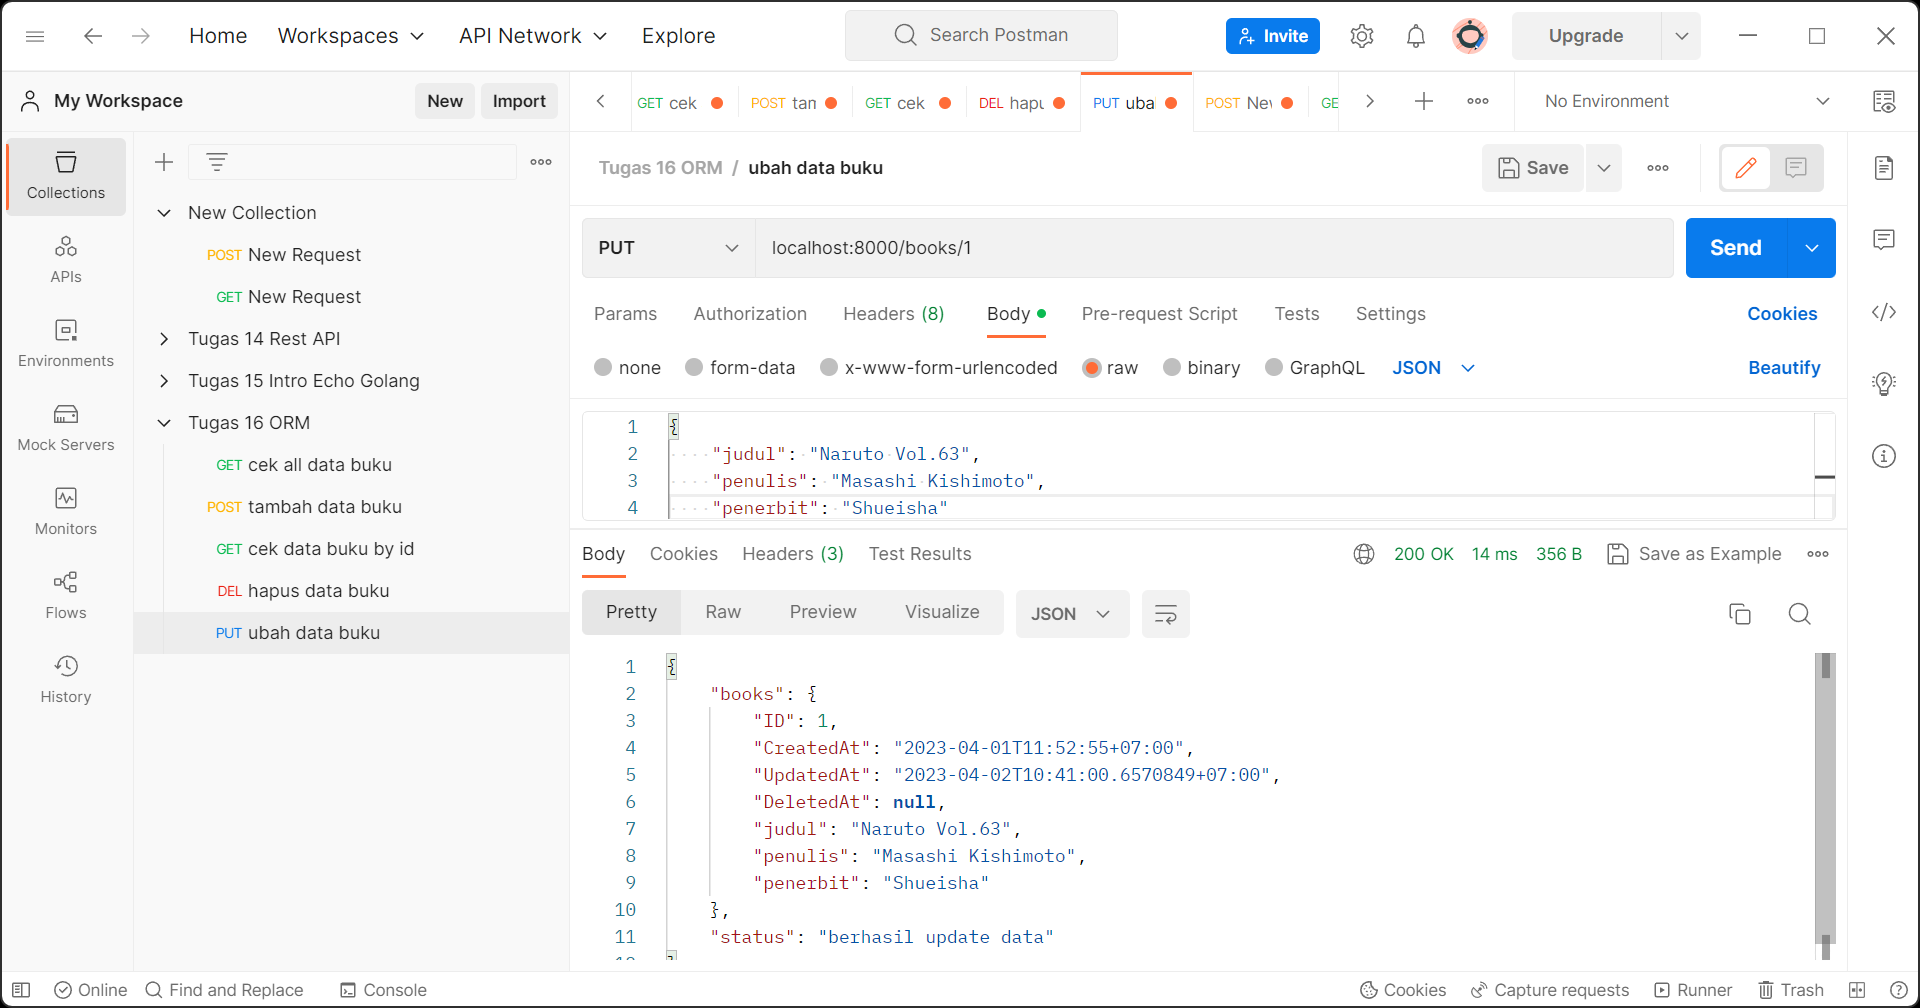 Home Workspaces API Network Explore Search Postman Invite Upgrade
My Workspace New Import
GET cek POST tan GET cek DEL hapu PUT uba POST Nev GE No Environment
Collections
APIs
Environments
Mock Servers
Monitors
Flows
History
New Collection
POST New Request
GET New Request
Tugas 14 Rest API
Tugas 15 Intro Echo Golang
Tugas 16 ORM
GET cek all data buku
POST tambah data buku
GET cek data buku by id
DEL hapus data buku
PUT ubah data buku
Tugas 16 ORM / ubah data buku Save
PUT localhost:8000/books/1 Send
Params Authorization Headers (8) Body Pre-request Script Tests Settings Cookies
none form-data x-www-form-urlencoded raw binary GraphQL JSON Beautify
1 {
2 "judul": "Naruto Vol.63",
3 "penulis": "Masashi Kishimoto",
4 "penerbit": "Shueisha"
Body Cookies Headers (3) Test Results 200 OK 14 ms 356 B Save as Example
Pretty Raw Preview Visualize JSON
1 {
2 "books": {
3 "ID": 1,
4 "CreatedAt": "2023-04-01T11:52:55+07:00",
5 "UpdatedAt": "2023-04-02T10:41:00.6570849+07:00",
6 "DeletedAt": null,
7 "judul": "Naruto Vol.63",
8 "penulis": "Masashi Kishimoto",
9 "penerbit": "Shueisha"
10 },
11 "status": "berhasil update data"
Online Find and Replace Console Cookies Capture requests Runner Trash